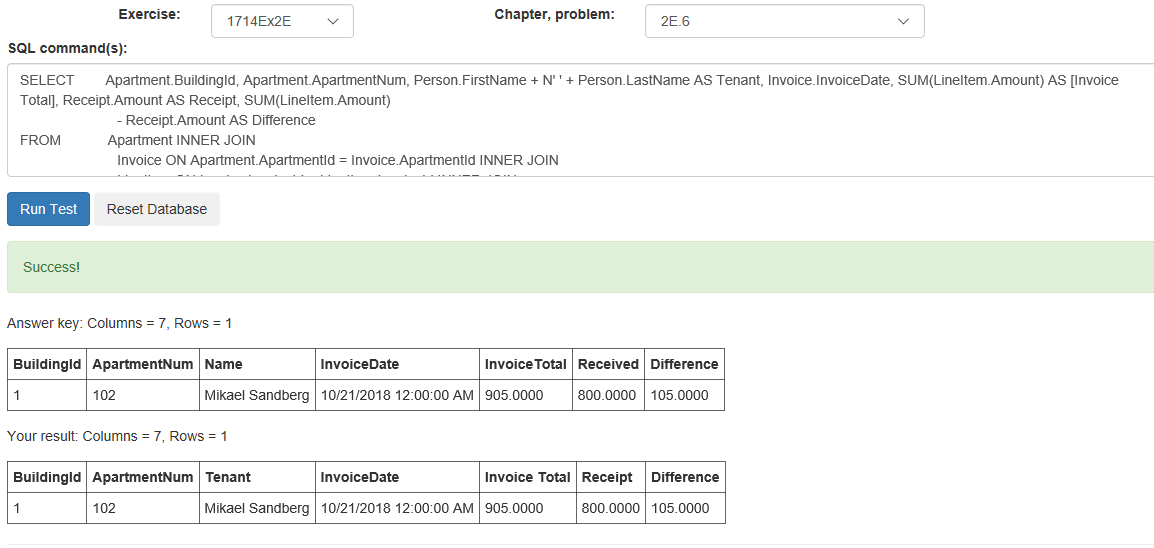 Exercise: 1714Ex2E Chapter, problem: 2E.6
SQL command(s):
SELECT Apartment.BuildingId, Apartment.ApartmentNum, Person.FirstName + N' ' + Person.LastName AS Tenant, Invoice.InvoiceDate, SUM(LineItem.Amount) AS [Invoice
Total], Receipt.Amount AS Receipt, SUM(LineItem.Amount)
- Receipt.Amount AS Difference
FROM Apartment INNER JOIN
Invoice ON Apartment.ApartmentId = Invoice.ApartmentId INNER JOIN
Run Test Reset Database
Success!
Answer key: Columns = 7, Rows = 1
BuildingId ApartmentNum Name InvoiceDate InvoiceTotal Received Difference
1 102 Mikael Sandberg 10/21/2018 12:00:00 AM 905.0000 800.0000 105.0000
Your result: Columns = 7, Rows = 1
BuildingId ApartmentNum Tenant InvoiceDate Invoice Total Receipt Difference
1 102 Mikael Sandberg 10/21/2018 12:00:00 AM 905.0000 800.0000 105.0000